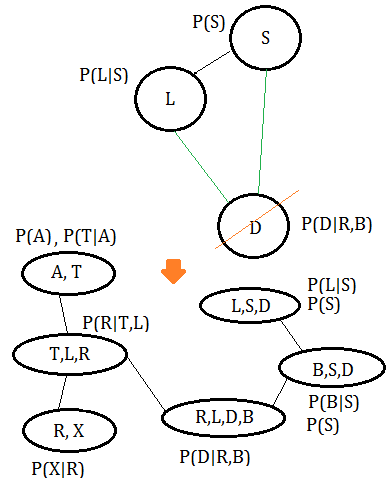 P(S)
S
P(L|S)
L
D
P(D|R,B)
P(A), P(T|A)
A, T
P(R|T,L)
T,L,R
R, X
P(X|R)
L,S,D
P(L|S)
P(S)
B,S,D
P(B|S)
P(S)
R,L,D,B
P(D|R,B)